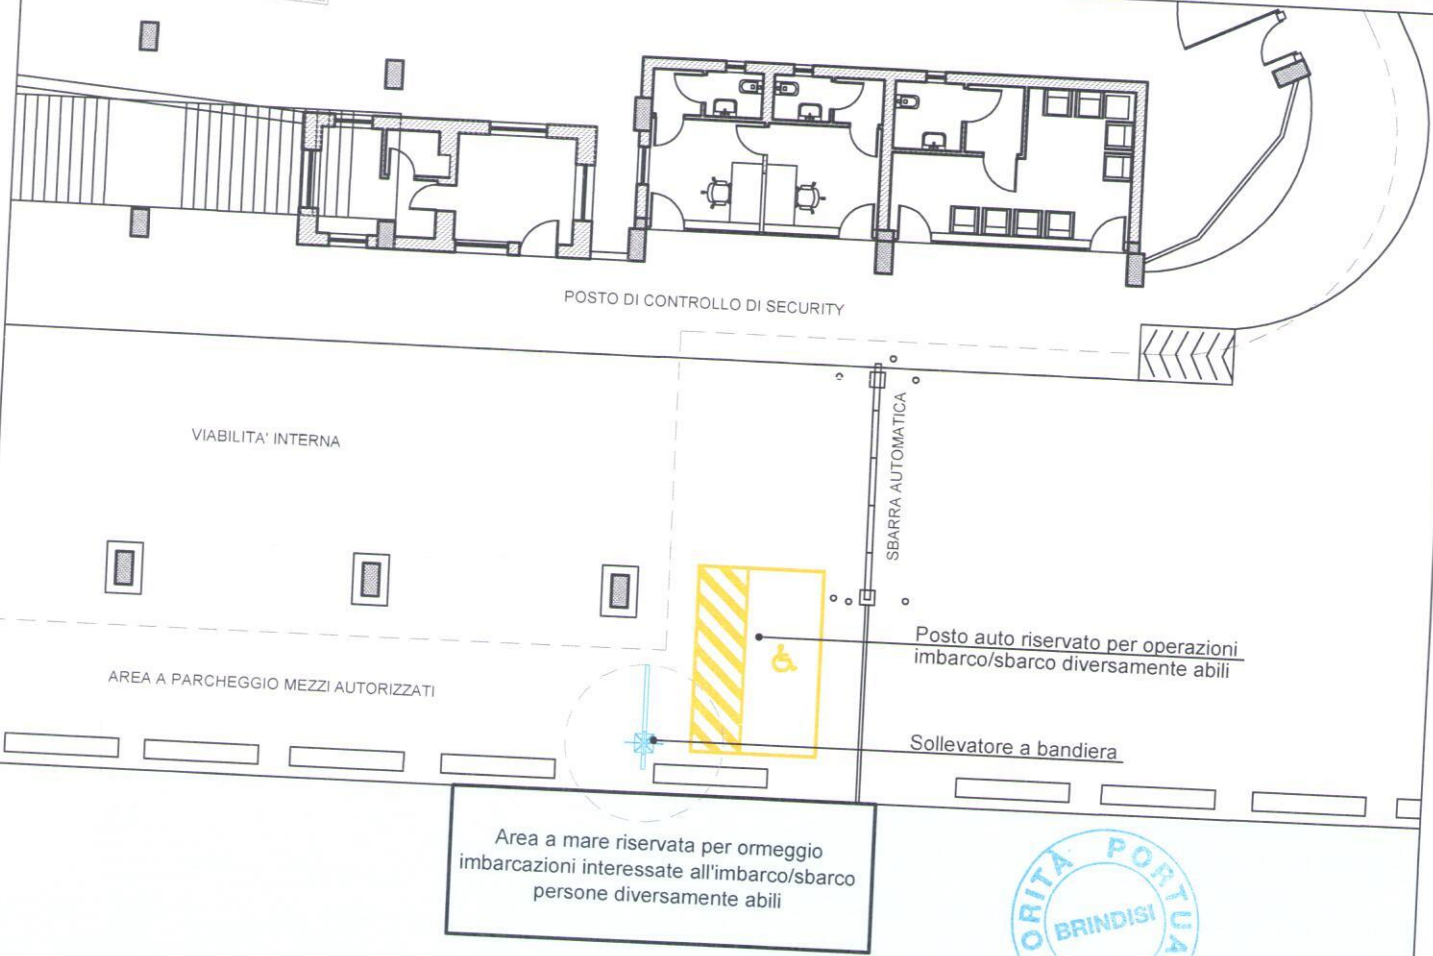 POSTO DI CONTROLLO DI SECURITY
SBARRA AUTOMATICA
VIABILITA' INTERNA
Posto auto riservato per operazioni
imbarco/sbarco diversamente abili
AREA A PARCHEGGIO MEZZI AUTORIZZATI
Sollevatore a bandiera
Area a mare riservata per ormeggio
imbarcazioni interessate all'imbarco/sbarco
persone diversamente abili
ORITÀ PORTUA
BRINDISI